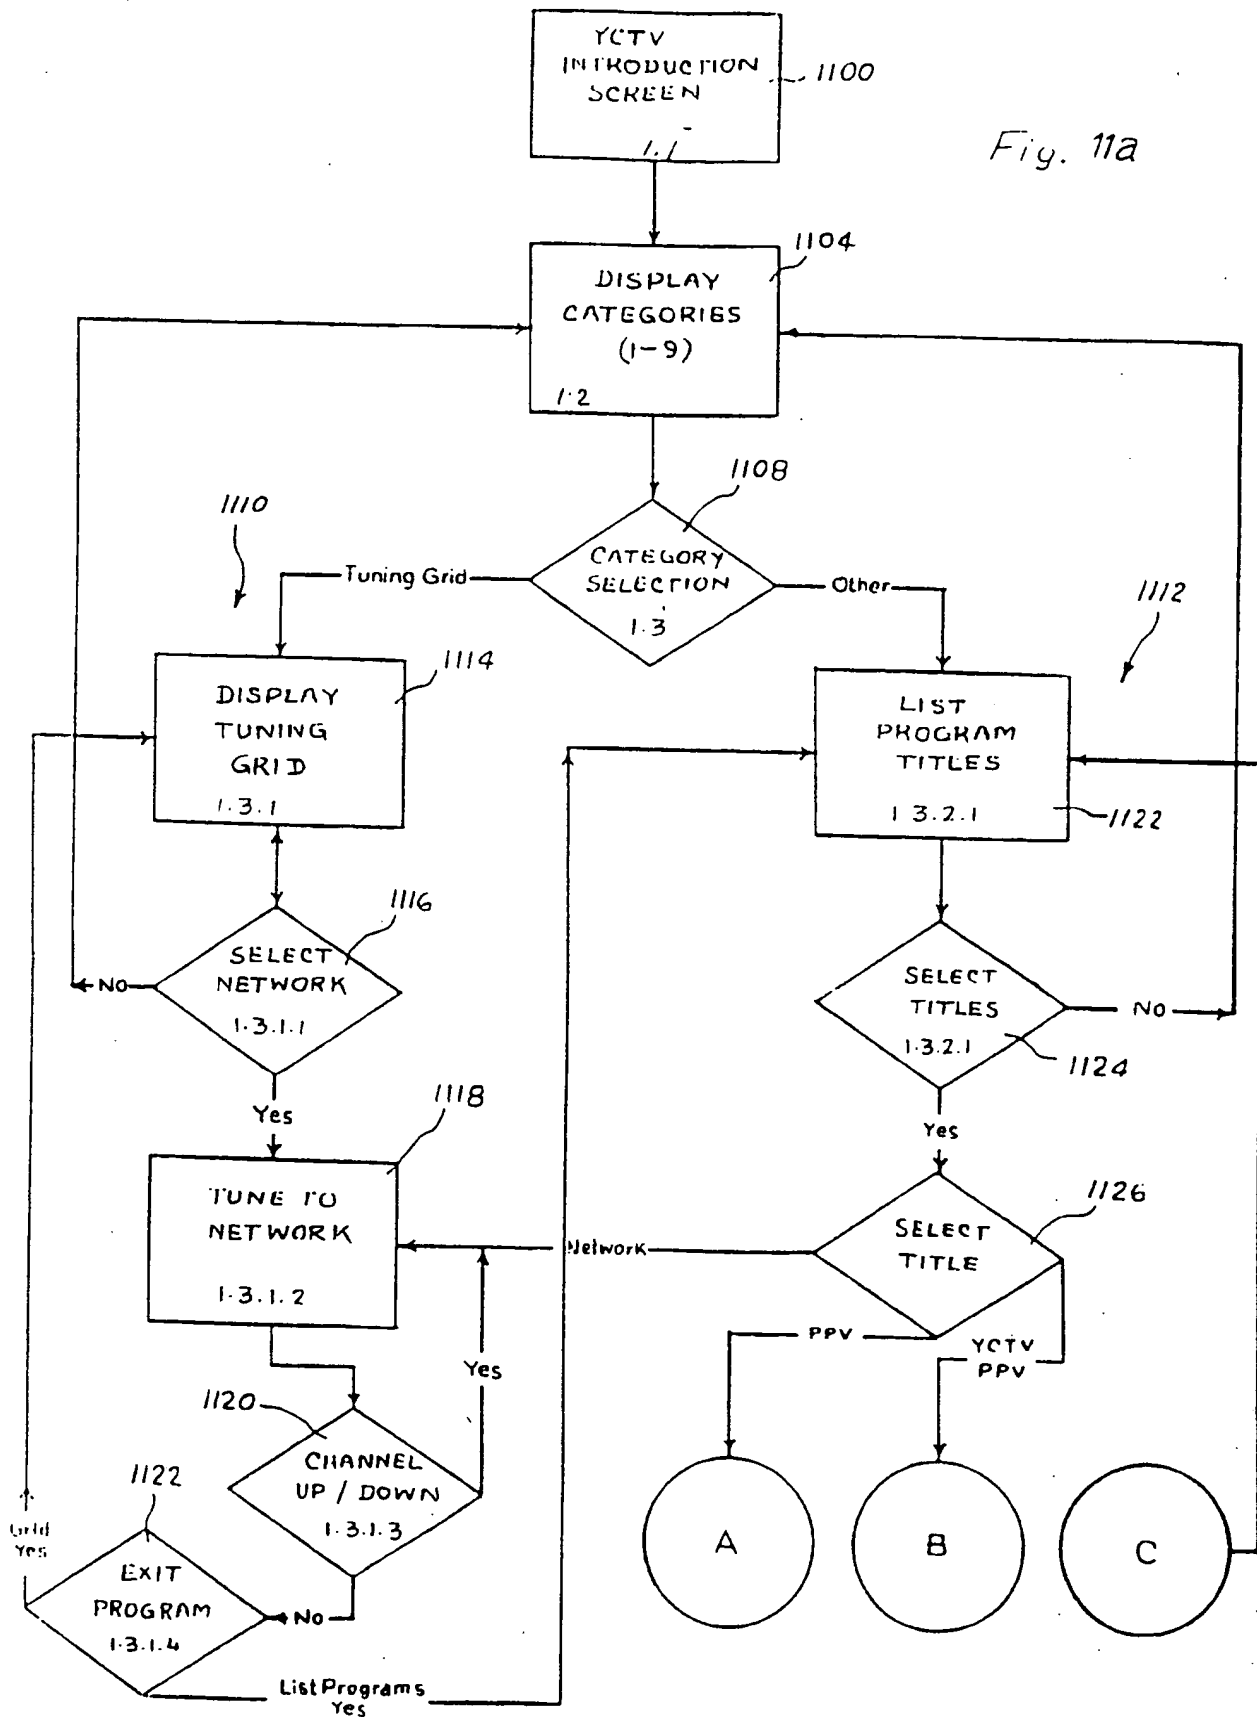 YCTV
INTRODUCTION
SCREEN
1.1
1100
Fig. 11a
1104
DISPLAY
CATEGORIES
(1-9)
1.2
1108
1110
CATEGORY
SELECTION
1.3
Tuning Grid
Other
1112
1114
DISPLAY
TUNING
GRID
1.3.1
LIST
PROGRAM
TITLES
1.3.2.1
1122
1116
SELECT
NETWORK
1.3.1.1
No
SELECT
TITLES
1.3.2.1
NO
1124
Yes
Yes
1118
TUNE TO
NETWORK
1.3.1.2
Network
1126
SELECT
TITLE
PPV
YCTV
PPV
Yes
1120
CHANNEL
UP / DOWN
1.3.1.3
No
1122
EXIT
PROGRAM
1.3.1.4
Grid
Yes
List Programs
Yes
A
B
C